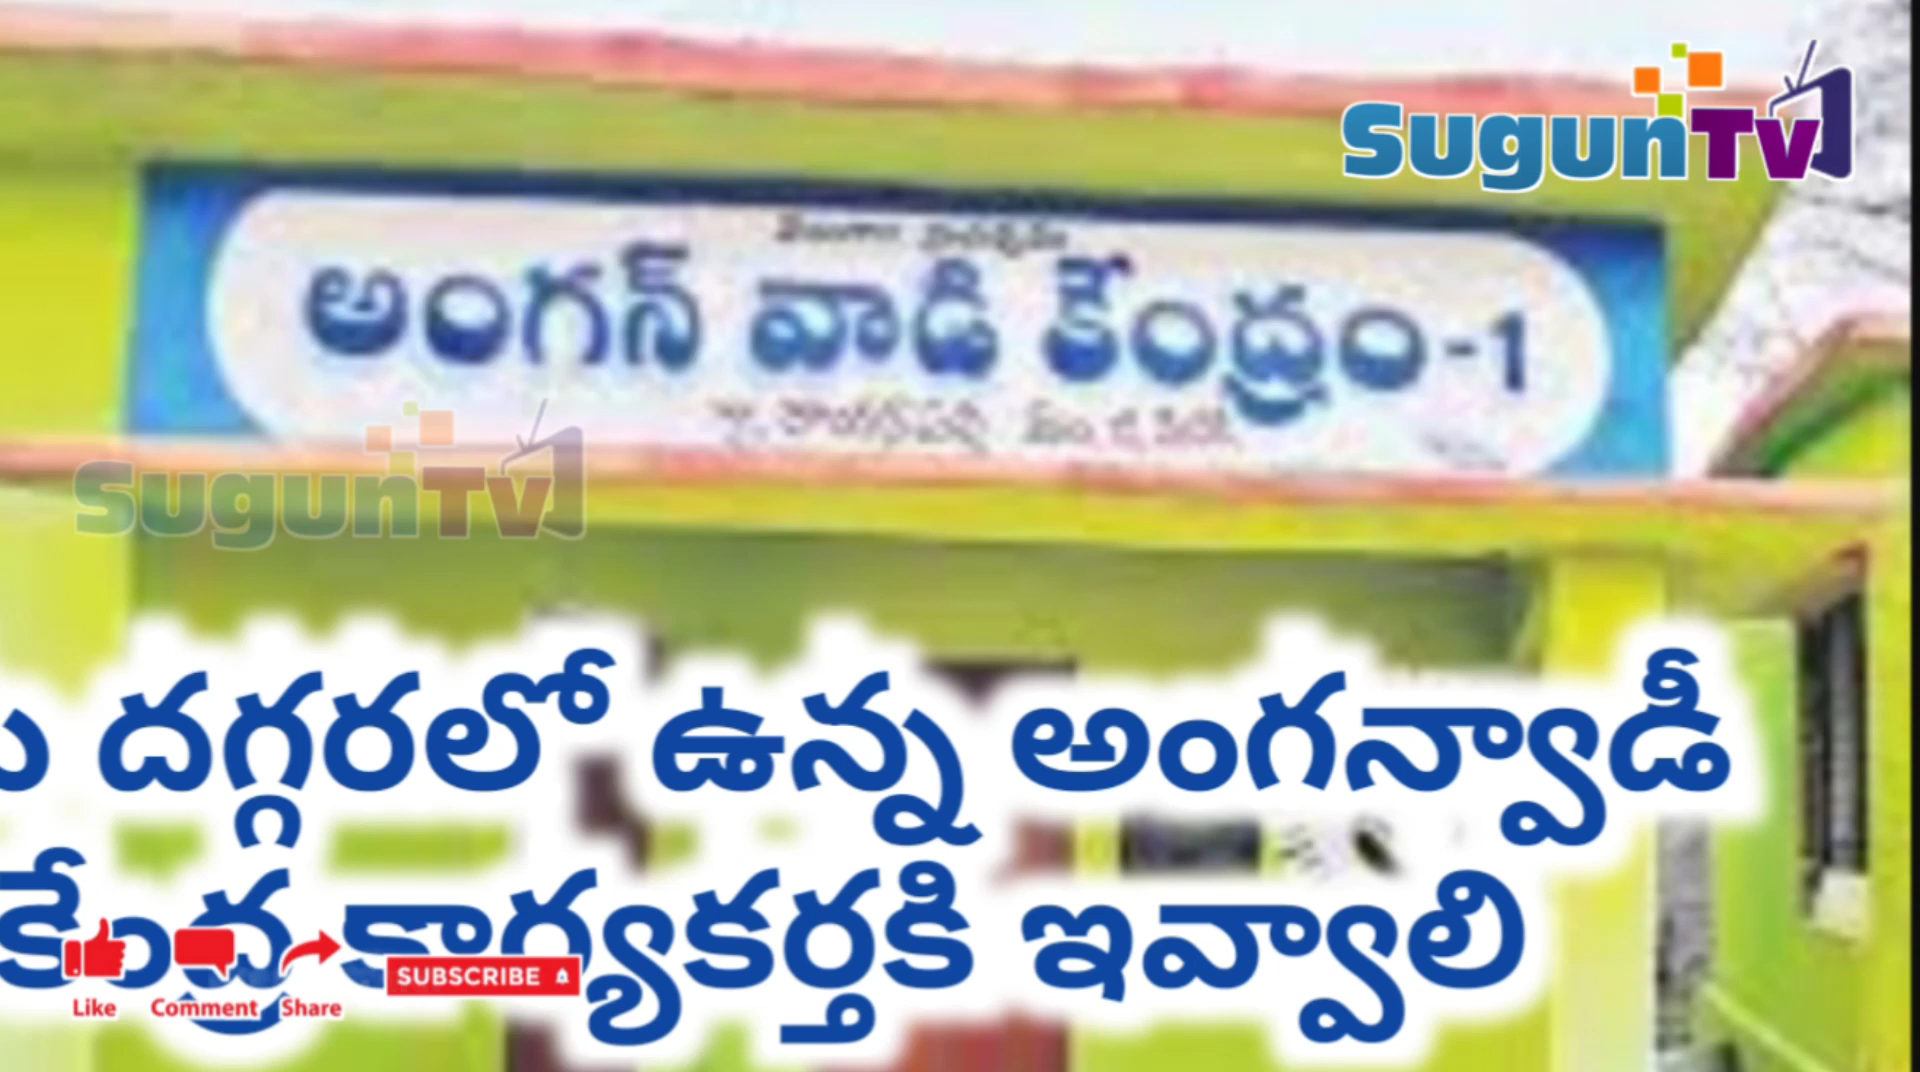 SugunTv
అంగన్ వాడి కేంద్రం-1
SugunTv
దగ్గరలో ఉన్న అంగన్వాడీ
కేంద్ర కార్యకర్తకి ఇవ్వాలి
SUBSCRIBE
Like Comment Share